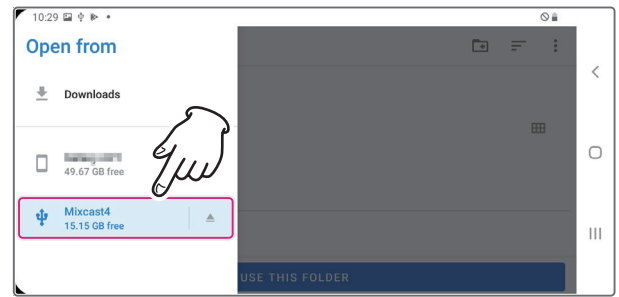 10:29
Open from
Downloads
49.67 GB free
Mixcast4
15.15 GB free
USE THIS FOLDER